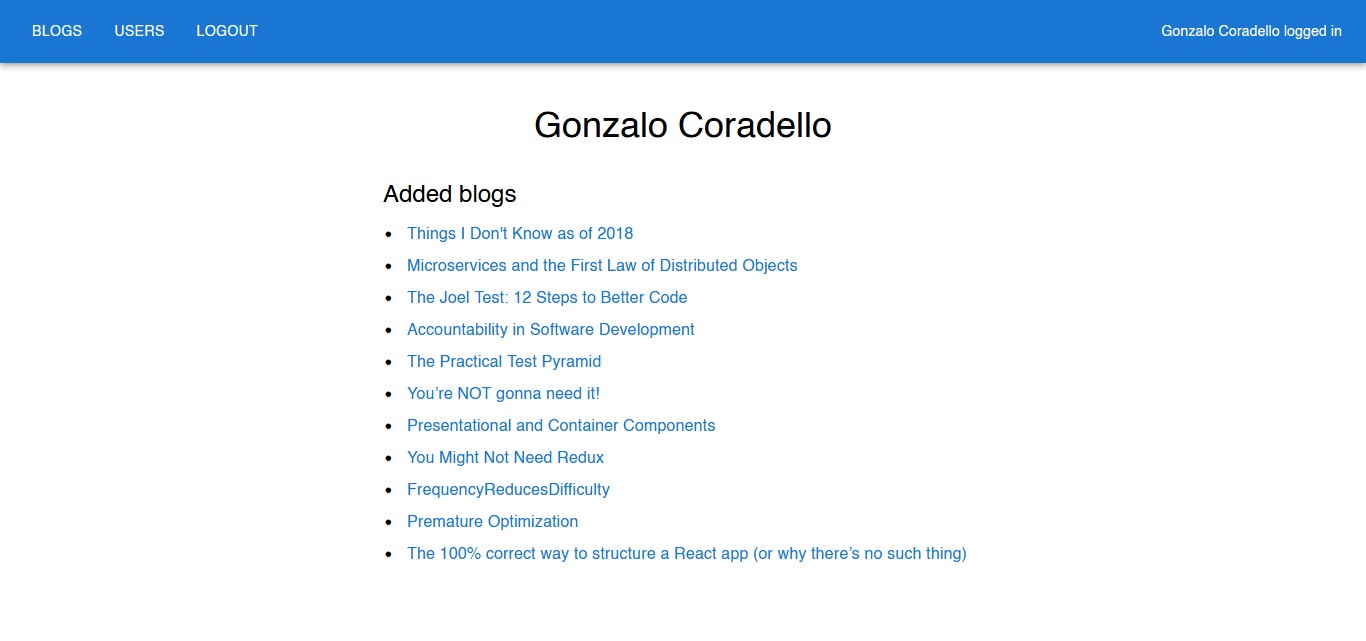 BLOGS USERS LOGOUT Gonzalo Coradello logged in
Gonzalo Coradello
Added blogs
Things I Don't Know as of 2018
Microservices and the First Law of Distributed Objects
The Joel Test: 12 Steps to Better Code
Accountability in Software Development
The Practical Test Pyramid
You’re NOT gonna need it!
Presentational and Container Components
You Might Not Need Redux
FrequencyReducesDifficulty
Premature Optimization
The 100% correct way to structure a React app (or why there’s no such thing)